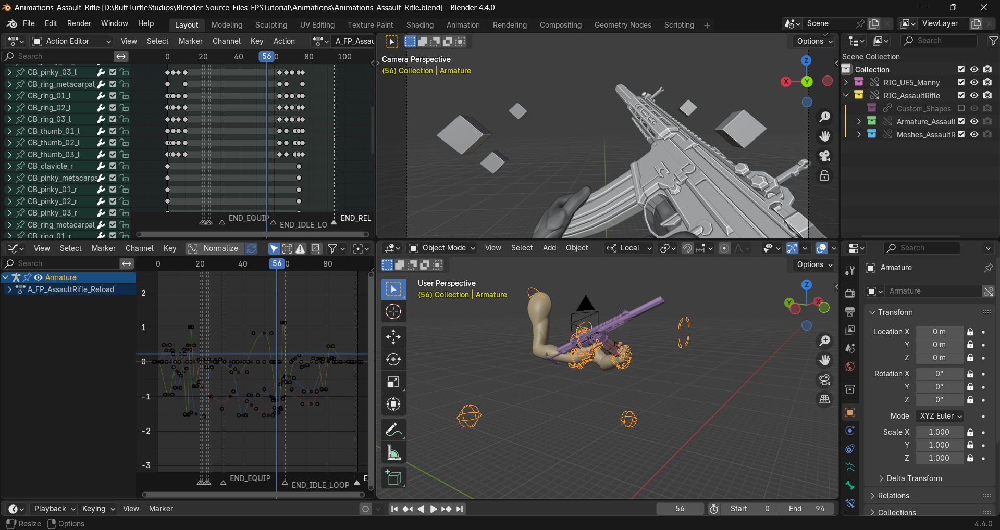 Animations_Assault_Rifle [D:\BuffTurtleStudios\Blender_Source_Files_FPSTutorial\Animations\Animations_Assault_Rifle.blend] - Blender 4.4.0
File Edit Render Window Help Layout Modeling Sculpting UV Editing Texture Paint Shading Animation Rendering Compositing Geometry Nodes Scripting + Scene ViewLayer
Action Editor View Select Marker Channel Key Action A_FP_Assau
Search 0 20 40 56 0 80 100
CB_pinky_03_l
CB_ring_metacarpal_
CB_ring_01_l
CB_ring_02_l
CB_ring_03_l
CB_thumb_01_l
CB_thumb_02_l
CB_thumb_03_l
CB_clavicle_r
CB_pinky_metacarpa
CB_pinky_01_r
CB_pinky_02_r
CB_pinky_03_r
CB_ring_metacarpal_
CB_ring_01_r
END_EQUIP
END_IDLE_LO
END_REL
Options
Camera Perspective
(56) Collection | Armature
Z
X
Y
Search
Scene Collection
Collection
RIG_UE5_Manny
RIG_AssaultRifle
Custom_Shapes
Armature_Assault
Meshes_AssaultR
View Select Marker Channel Key Normalize
Search 0 20 40 56 0 80
Armature
A_FP_AssaultRifle_Reload
2
1
0
-1
-2
-3
END_EQUIP
END_IDLE_LOOP
E
Object Mode View Select Add Object Local
Options
User Perspective
(56) Collection | Armature
Z
Y
X
Search
Armature
Armature
Transform
Location X 0 m
Y 0 m
Z 0 m
Rotation X 0°
Y 0°
Z 0°
Mode XYZ Euler
Scale X 1.000
Y 1.000
Z 1.000
Delta Transform
Relations
Collections
Playback Keying View Marker 56 Start 0 End 94
Resize Options 4.4.0